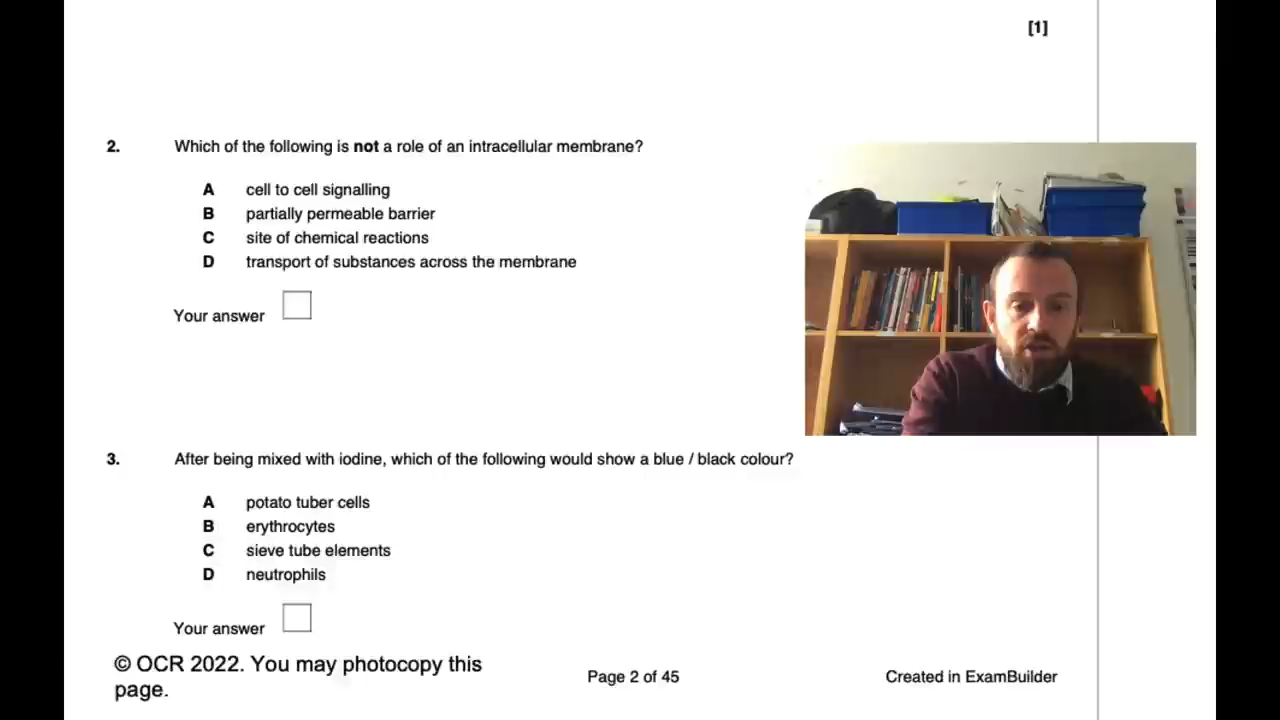 [1]
2. Which of the following is not a role of an intracellular membrane?
A cell to cell signalling
B partially permeable barrier
C site of chemical reactions
D transport of substances across the membrane
Your answer
3. After being mixed with iodine, which of the following would show a blue / black colour?
A potato tuber cells
B erythrocytes
C sieve tube elements
D neutrophils
Your answer
© OCR 2022. You may photocopy this
page.
Page 2 of 45
Created in ExamBuilder